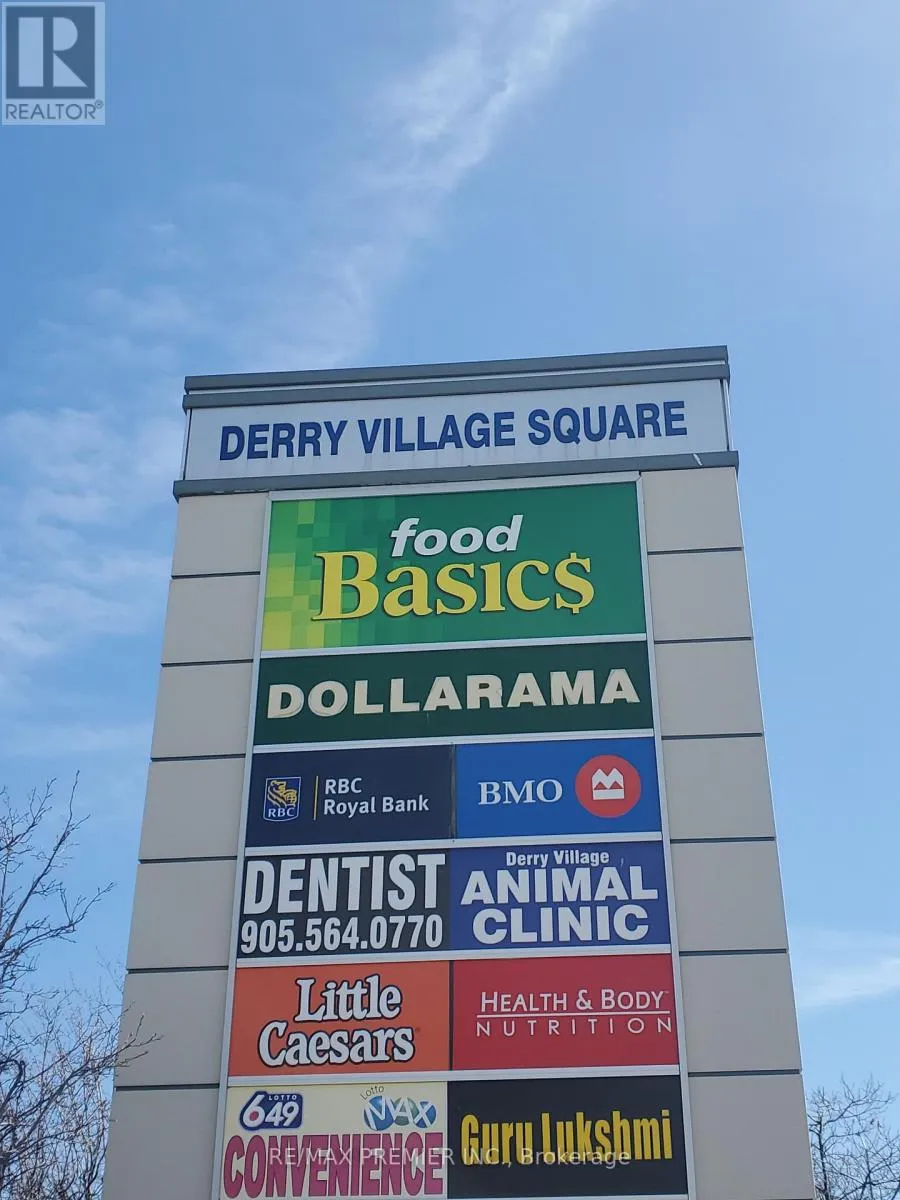 R
REALTOR®
DERRY VILLAGE SQUARE
food
Basic$
DOLLARAMA
RBC
RBC
Royal Bank
BMO
DENTIST
905.564.0770
Derry Village
ANIMAL
CLINIC
Little
Caesars
HEALTH & BODY
NUTRITION
LOTTO
649
Lotto
MAX
CONVENIENCE
Guru Lukshmi
RE/MAX PREMIER INC., Brokerage